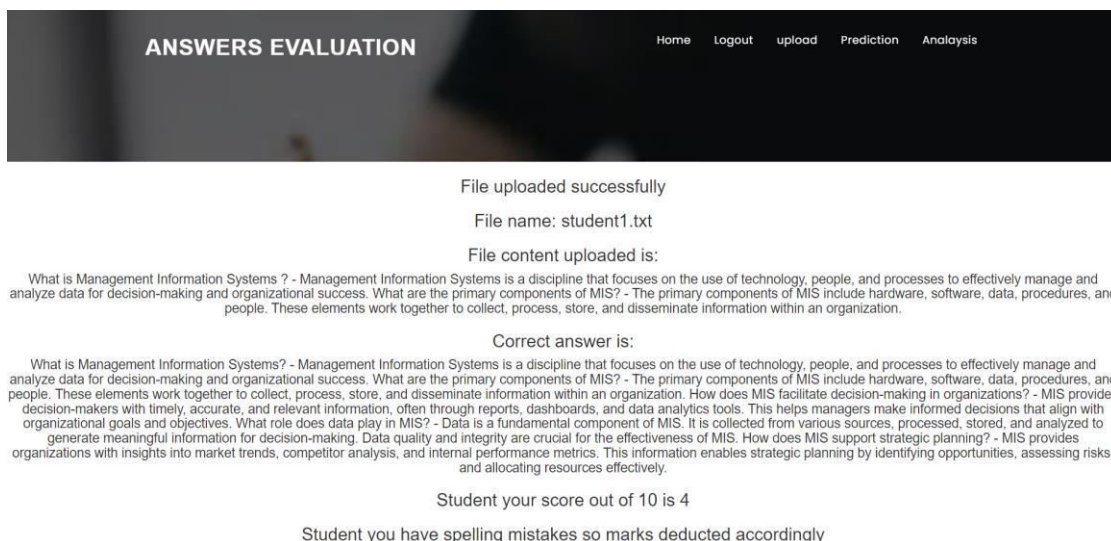 ANSWERS EVALUATION
Home Logout upload Prediction Analaysis
File uploaded successfully
File name: student1.txt
File content uploaded is:
What is Management Information Systems ? - Management Information Systems is a discipline that focuses on the use of technology, people, and processes to effectively manage and
analyze data for decision-making and organizational success. What are the primary components of MIS? - The primary components of MIS include hardware, software, data, procedures, and
people. These elements work together to collect, process, store, and disseminate information within an organization.
Correct answer is:
What is Management Information Systems? - Management Information Systems is a discipline that focuses on the use of technology, people, and processes to effectively manage and
analyze data for decision-making and organizational success. What are the primary components of MIS? - The primary components of MIS include hardware, software, data, procedures, and
people. These elements work together to collect, process, store, and disseminate information within an organization. How does MIS facilitate decision-making in organizations? - MIS provide
decision-makers with timely, accurate, and relevant information, often through reports, dashboards, and data analytics tools. This helps managers make informed decisions that align with
organizational goals and objectives. What role does data play in MIS? - Data is a fundamental component of MIS. It is collected from various sources, processed, stored, and analyzed to
generate meaningful information for decision-making. Data quality and integrity are crucial for the effectiveness of MIS. How does MIS support strategic planning? - MIS provides
organizations with insights into market trends, competitor analysis, and internal performance metrics. This information enables strategic planning by identifying opportunities, assessing risks
and allocating resources effectively.
Student your score out of 10 is 4
Student you have spelling mistakes so marks deducted accordingly